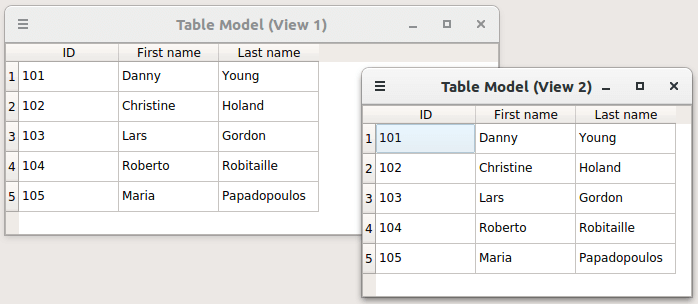 Table Model (View 1)
ID First name Last name
1 101 Danny Young
2 102 Christine Holand
3 103 Lars Gordon
4 104 Roberto Robitaille
5 105 Maria Papadopoulos
Table Model (View 2)
ID First name Last name
1 101 Danny Young
2 102 Christine Holand
3 103 Lars Gordon
4 104 Roberto Robitaille
5 105 Maria Papadopoulos